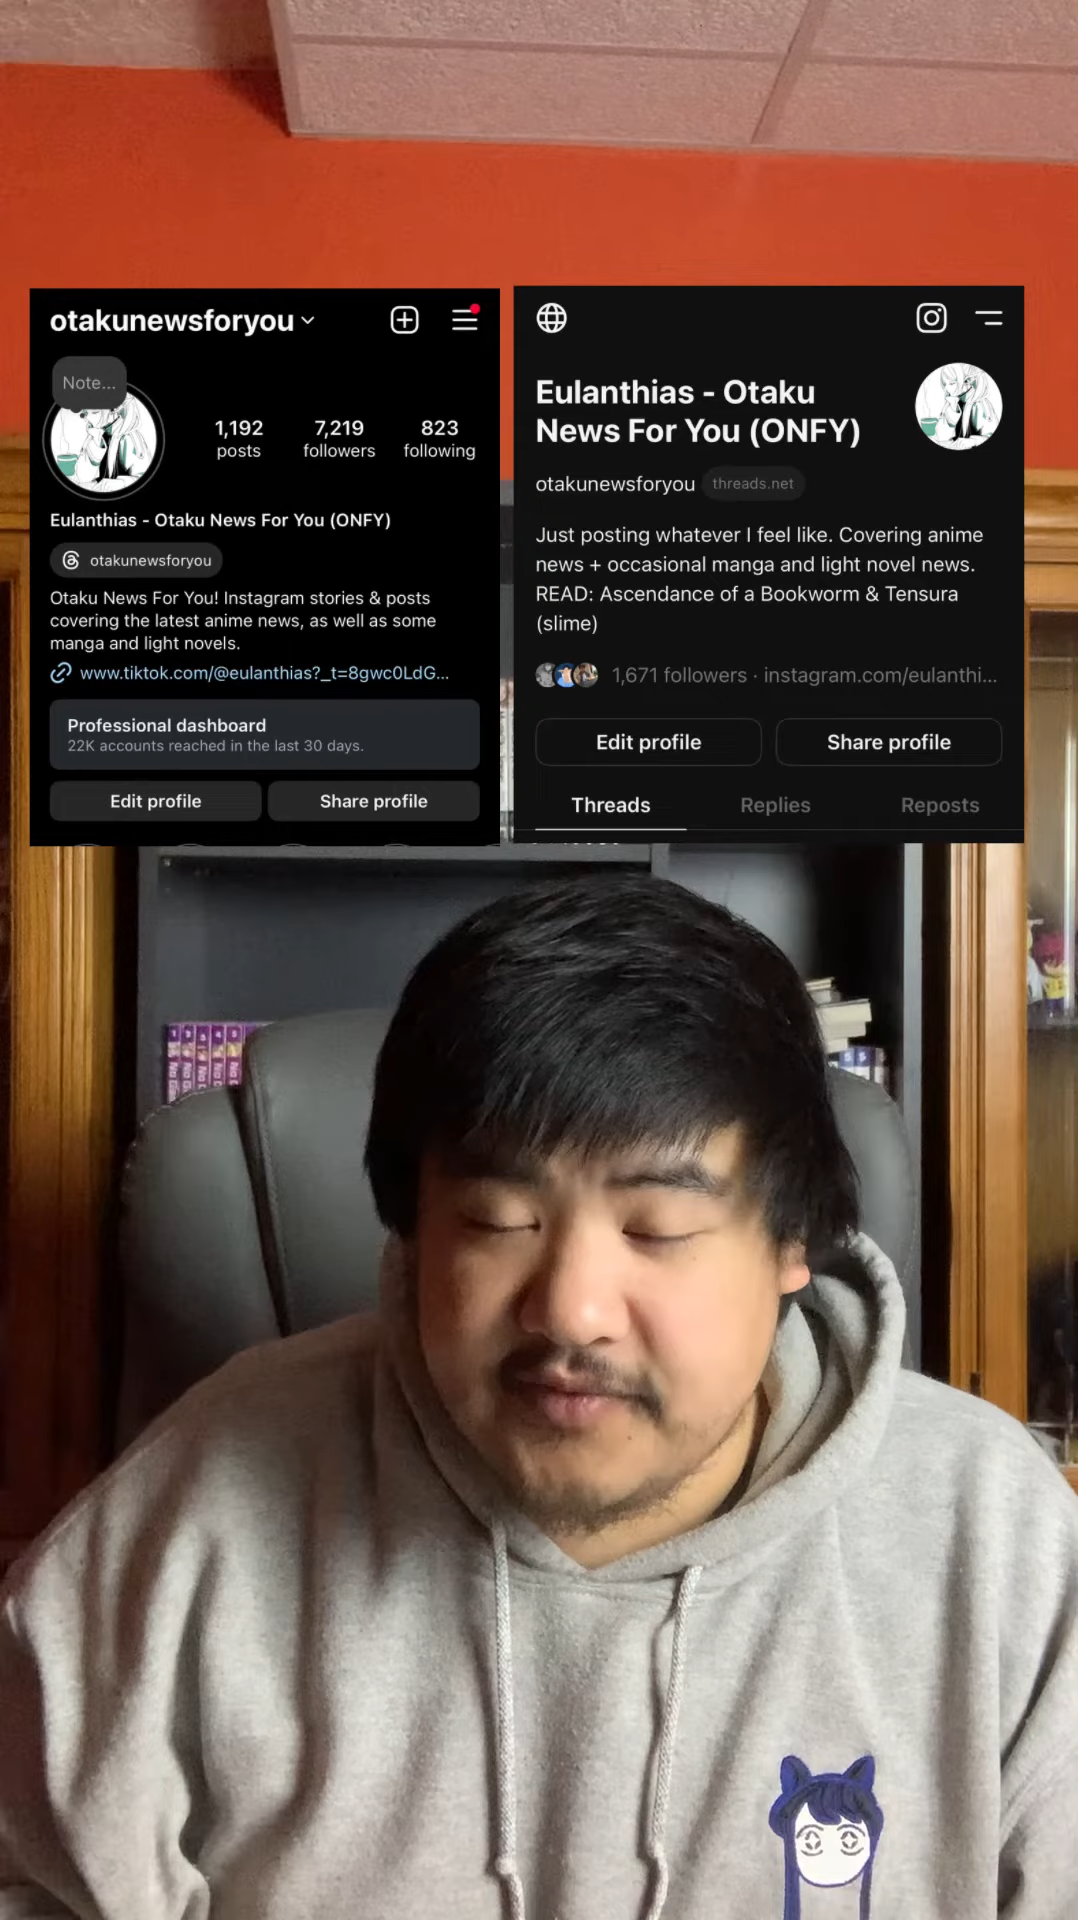 otakunewsforyou
Note...
1,192
posts
7,219
followers
823
following
Eulanthias - Otaku News For You (ONFY)
otakunewsforyou
Otaku News For You! Instagram stories & posts
covering the latest anime news, as well as some
manga and light novels.
www.tiktok.com/@eulanthias?_t=8gwc0LdG...
Professional dashboard
22K accounts reached in the last 30 days.
Edit profile
Share profile
Eulanthias - Otaku
News For You (ONFY)
otakunewsforyou threads.net
Just posting whatever I feel like. Covering anime
news + occasional manga and light novel news.
READ: Ascendance of a Bookworm & Tensura
(slime)
1,671 followers · instagram.com/eulanthi...
Edit profile
Share profile
Threads
Replies
Reposts
1 2 3 4 5